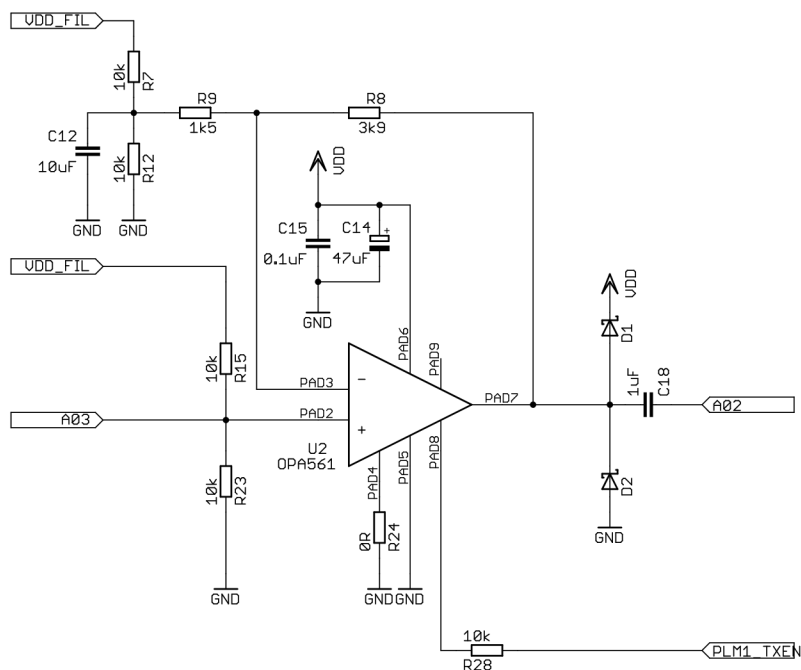 VDD_FIL
10k
R7
R9
1k5
R8
3k9
C12
10uF
10k
R12
GND
GND
VDD
C15
0.1uF
C14
+
47uF
GND
VDD_FIL
10k
R15
PAD6
PAD9
VDD
D1
1uF
C18
A02
PAD3
-
PAD7
A03
PAD2
+
U2
OPA561
PAD4
PAD5
PAD8
10k
R23
D2
GND
0R
R24
GND
GND
GND
10k
R28
PLM1_TXEN